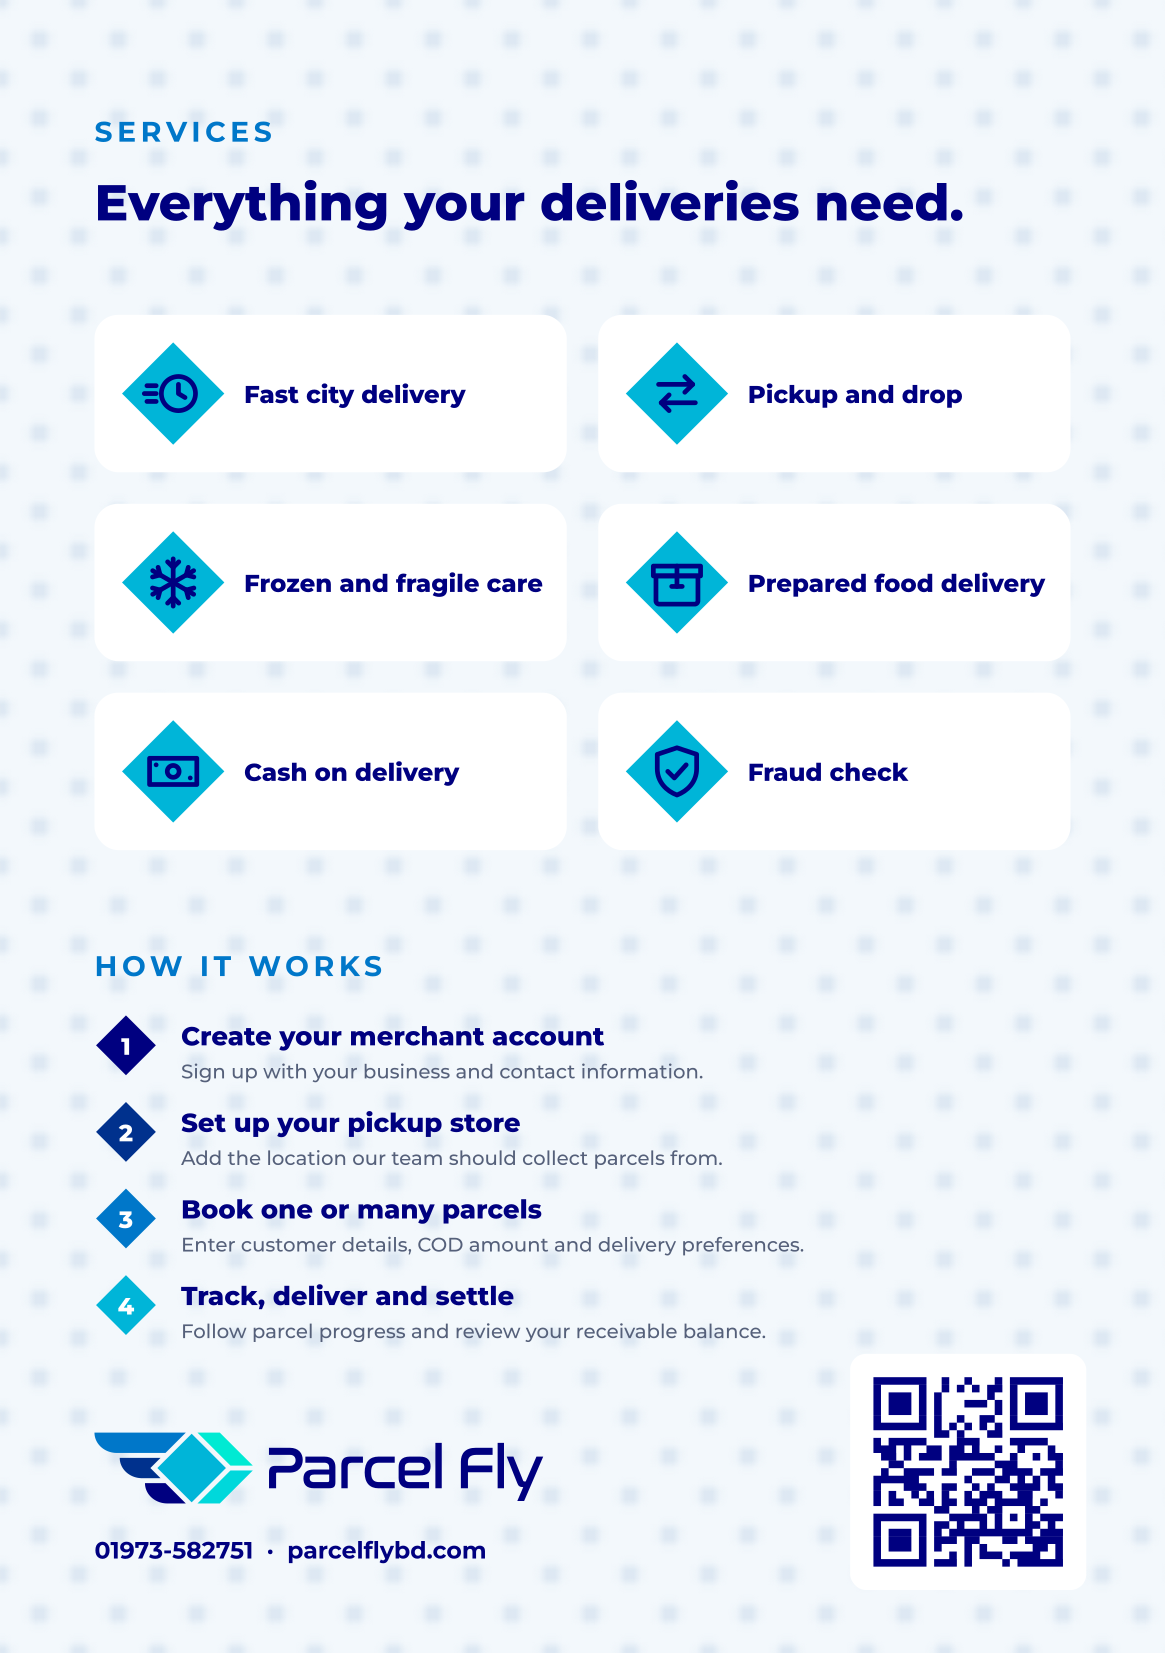 SERVICES
Everything your deliveries need.
Fast city delivery
Pickup and drop
Frozen and fragile care
Prepared food delivery
Cash on delivery
Fraud check
HOW IT WORKS
1
Create your merchant account
Sign up with your business and contact information.
2
Set up your pickup store
Add the location our team should collect parcels from.
3
Book one or many parcels
Enter customer details, COD amount and delivery preferences.
4
Track, deliver and settle
Follow parcel progress and review your receivable balance.
Parcel Fly
01973-582751 · parcelflybd.com